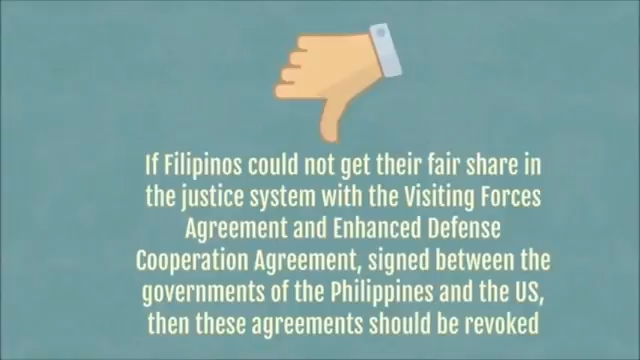 If Filipinos could not get their fair share in
the justice system with the Visiting Forces
Agreement and Enhanced Defense
Cooperation Agreement, signed between the
governments of the Philippines and the US,
then these agreements should be revoked